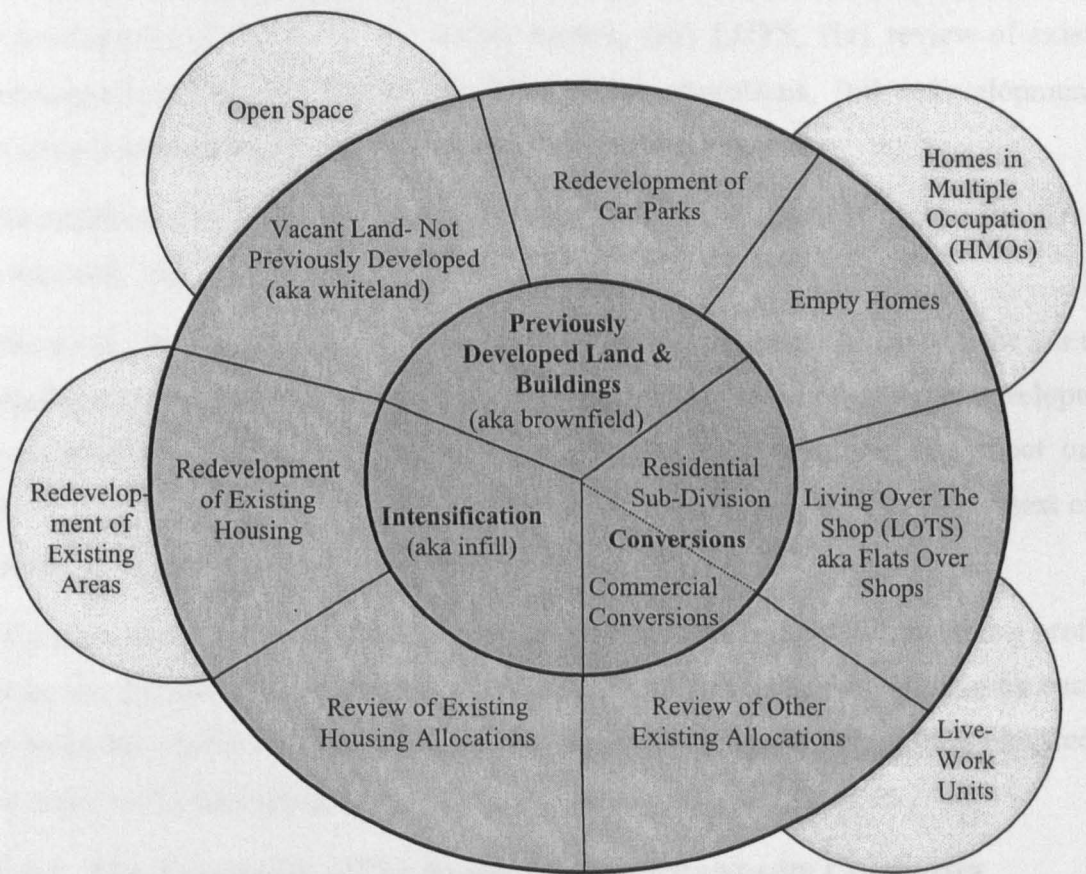 Open Space
Redevelopment of
Car Parks
Homes in
Multiple
Occupation
(HMOs)
Vacant Land- Not
Previously Developed
(aka whiteland)
Empty Homes
Previously
Developed Land &
Buildings
(aka brownfield)
Redevelop-
ment of
Existing
Areas
Redevelopment
of Existing
Housing
Intensification
(aka infill)
Residential
Sub-Division
Conversions
Commercial
Conversions
Living Over The
Shop (LOTS)
aka Flats Over
Shops
Review of Existing
Housing Allocations
Review of Other
Existing Allocations
Live-
Work
Units